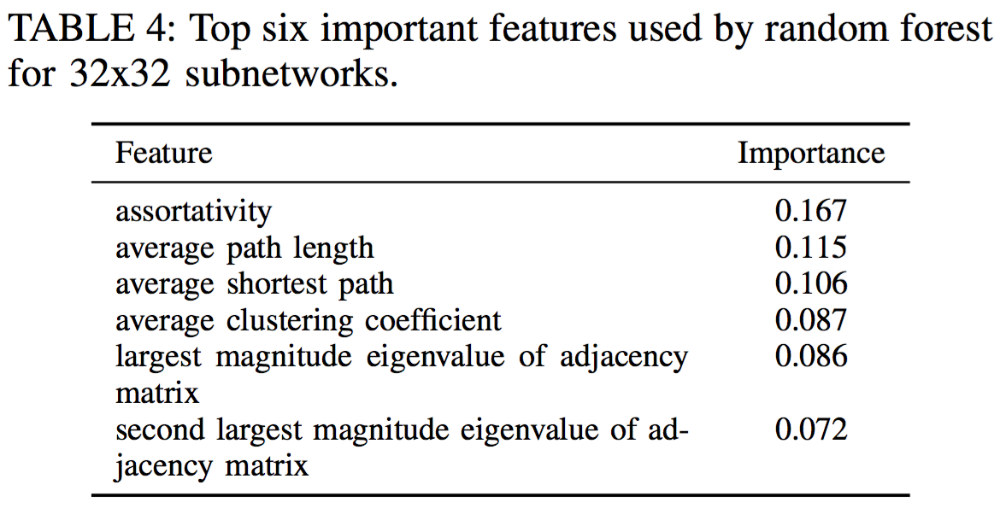 TABLE 4: Top six important features used by random forest
for 32x32 subnetworks.
Feature Importance
assortativity 0.167
average path length 0.115
average shortest path 0.106
average clustering coefficient 0.087
largest magnitude eigenvalue of adjacency 0.086
matrix
second largest magnitude eigenvalue of ad- 0.072
jacency matrix